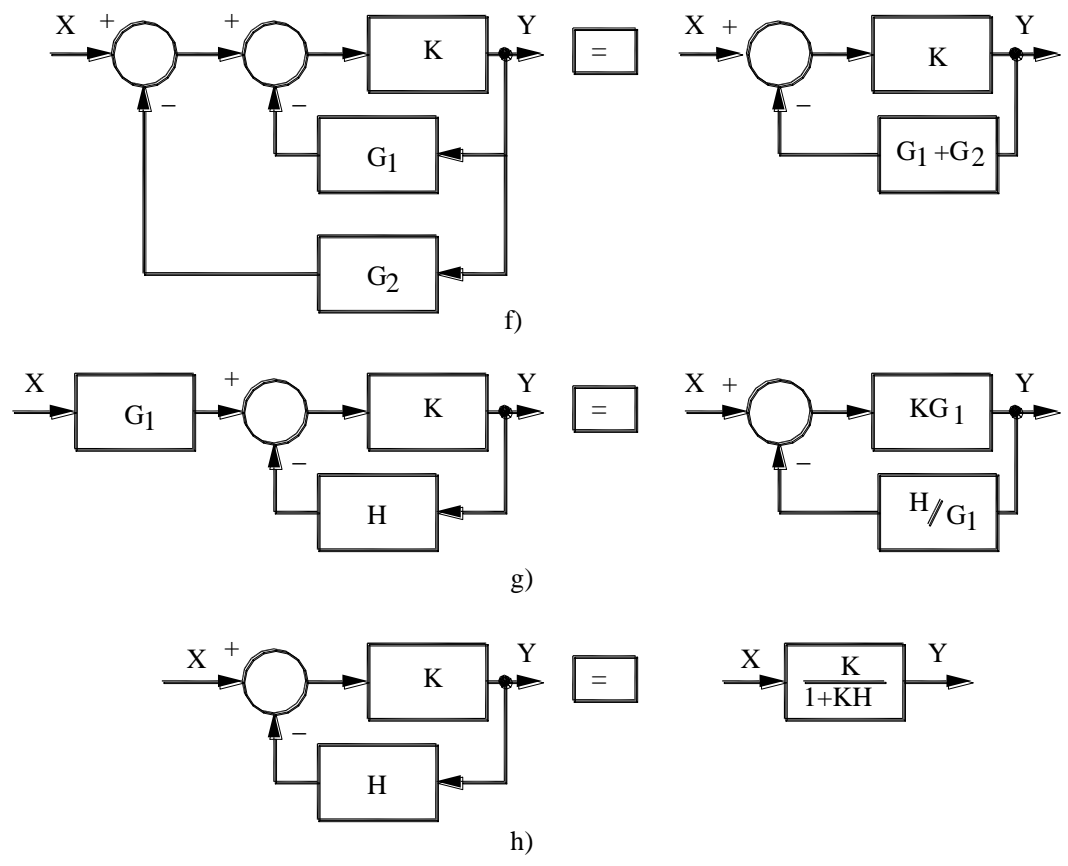 X + + K Y = X + K Y
− − −
G1 G1+G2
G2
f)
X G1 + K Y = X + KG1 Y
− −
H H/G1
g)
X + K Y = X K Y
1+KH
−
H
h)